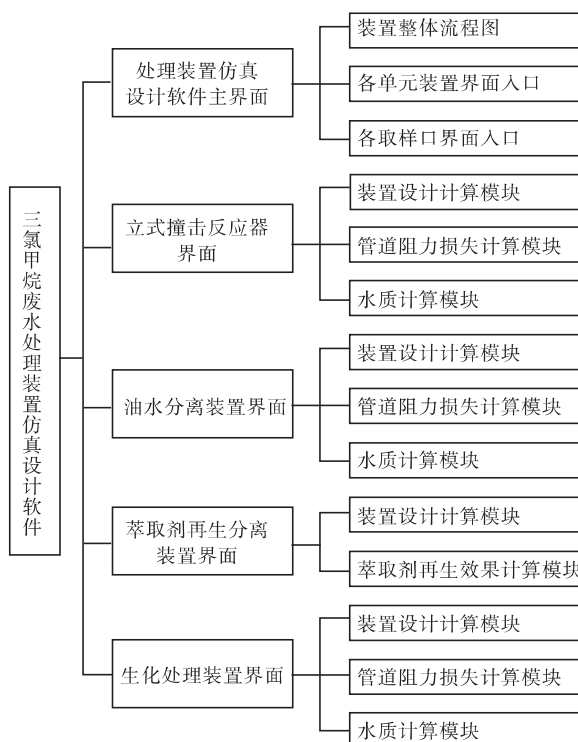 三氯甲烷废水处理装置仿真设计软件
处理装置仿真
设计软件主界面
装置整体流程图
各单元装置界面入口
各取样口界面入口
立式撞击反应器
界面
装置设计计算模块
管道阻力损失计算模块
水质计算模块
油水分离装置界面
装置设计计算模块
管道阻力损失计算模块
水质计算模块
萃取剂再生分离
装置界面
装置设计计算模块
萃取剂再生效果计算模块
生化处理装置界面
装置设计计算模块
管道阻力损失计算模块
水质计算模块